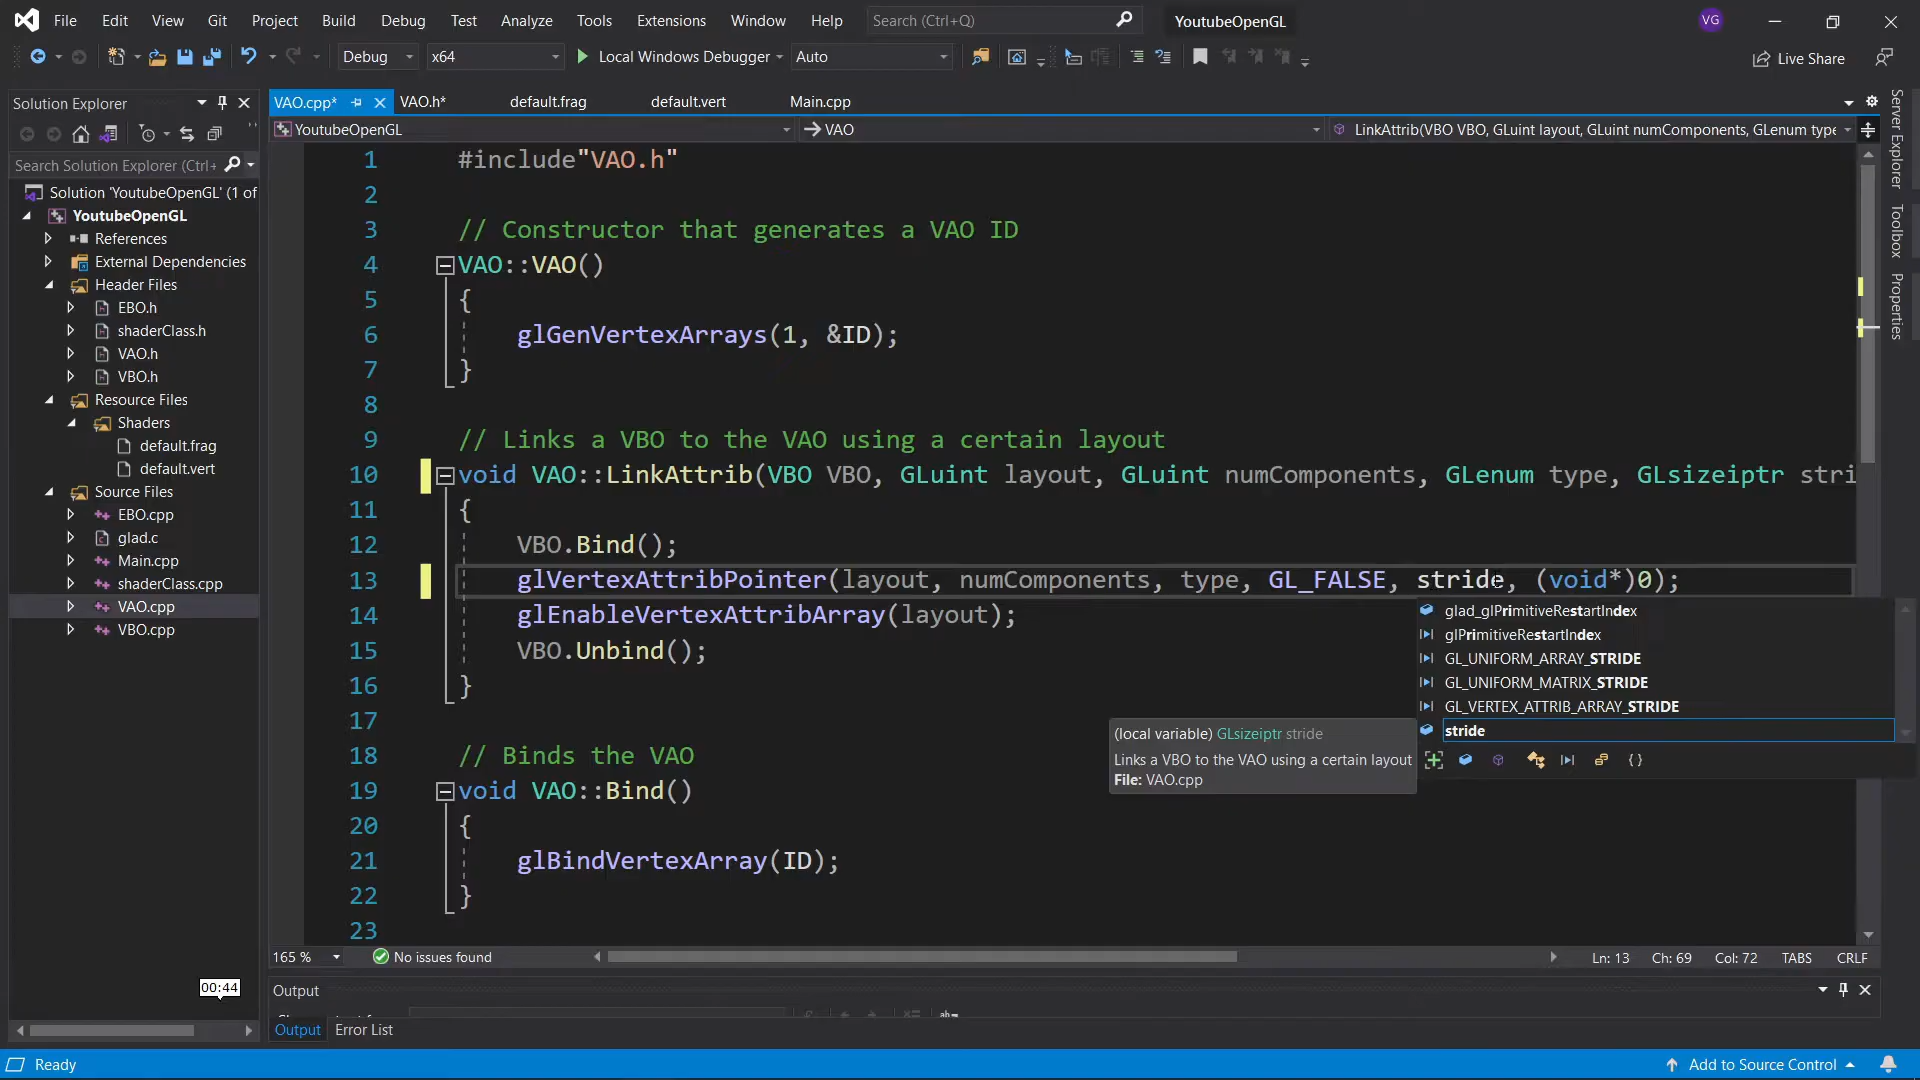 File Edit View Git Project Build Debug Test Analyze Tools Extensions Window Help Search (Ctrl+Q) YoutubeOpenGL VG
Debug x64 Local Windows Debugger Auto Live Share
Solution Explorer
Search Solution Explorer (Ctrl+
Solution 'YoutubeOpenGL' (1 of
YoutubeOpenGL
References
External Dependencies
Header Files
EBO.h
shaderClass.h
VAO.h
VBO.h
Resource Files
Shaders
default.frag
default.vert
Source Files
EBO.cpp
glad.c
Main.cpp
shaderClass.cpp
VAO.cpp
VBO.cpp
00:44
VAO.cpp* VAO.h* default.frag default.vert Main.cpp
YoutubeOpenGL VAO LinkAttrib(VBO VBO, GLuint layout, GLuint numComponents, GLenum type
1 #include"VAO.h"
2
3 // Constructor that generates a VAO ID
4 VAO::VAO()
5 {
6 glGenVertexArrays(1, &ID);
7 }
8
9 // Links a VBO to the VAO using a certain layout
10 void VAO::LinkAttrib(VBO VBO, GLuint layout, GLuint numComponents, GLenum type, GLsizeiptr stri
11 {
12 VBO.Bind();
13 glVertexAttribPointer(layout, numComponents, type, GL_FALSE, stride, (void*)0);
14 glEnableVertexAttribArray(layout);
15 VBO.Unbind();
16 }
17
18 // Binds the VAO
19 void VAO::Bind()
20 {
21 glBindVertexArray(ID);
22 }
23
glad_glPrimitiveRestartIndex
glPrimitiveRestartIndex
GL_UNIFORM_ARRAY_STRIDE
GL_UNIFORM_MATRIX_STRIDE
GL_VERTEX_ATTRIB_ARRAY_STRIDE
stride
(local variable) GLsizeiptr stride
Links a VBO to the VAO using a certain layout
File: VAO.cpp
165 % No issues found Ln: 13 Ch: 69 Col: 72 TABS CRLF
Output
Output Error List
Ready Add to Source Control
Server Explorer
Toolbox
Properties